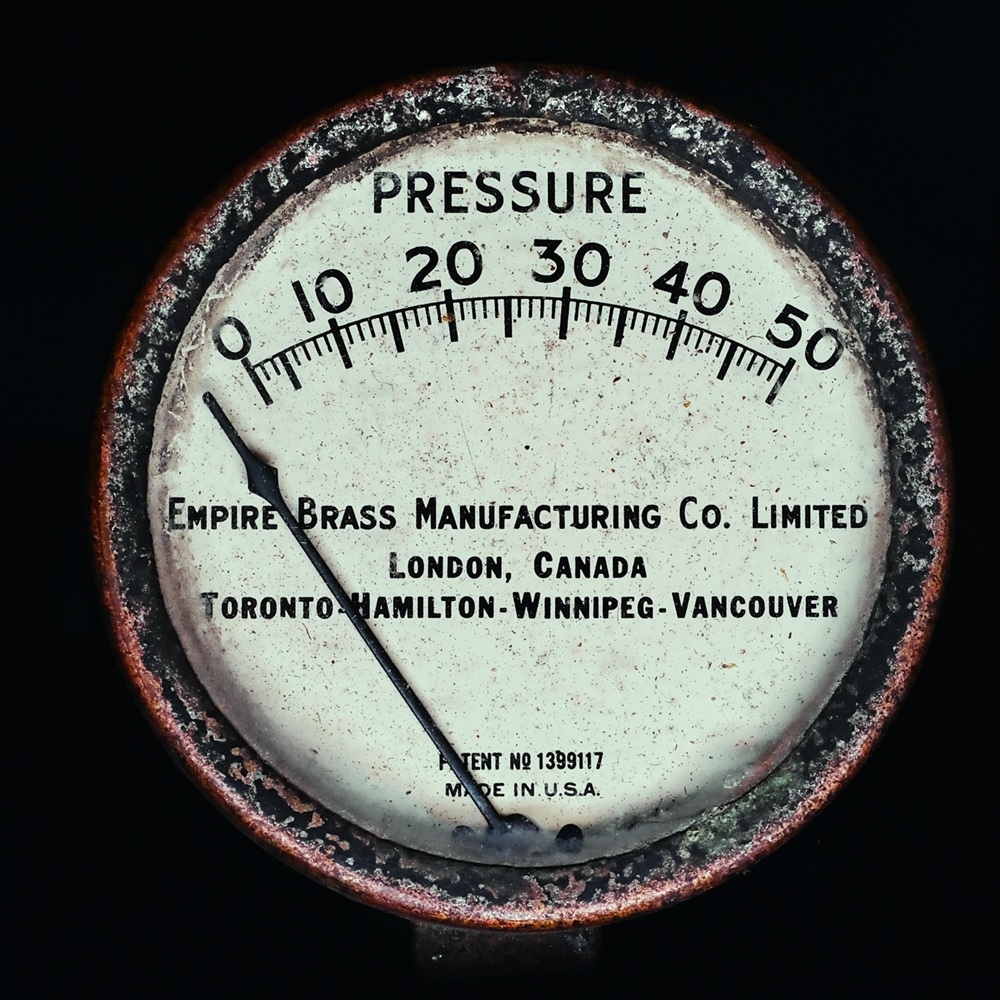 PRESSURE
0 10 20 30 40 50
EMPIRE BRASS MANUFACTURING CO. LIMITED
LONDON, CANADA
TORONTO-HAMILTON-WINNIPEG-VANCOUVER
PATENT NO 1399117
MADE IN U.S.A.